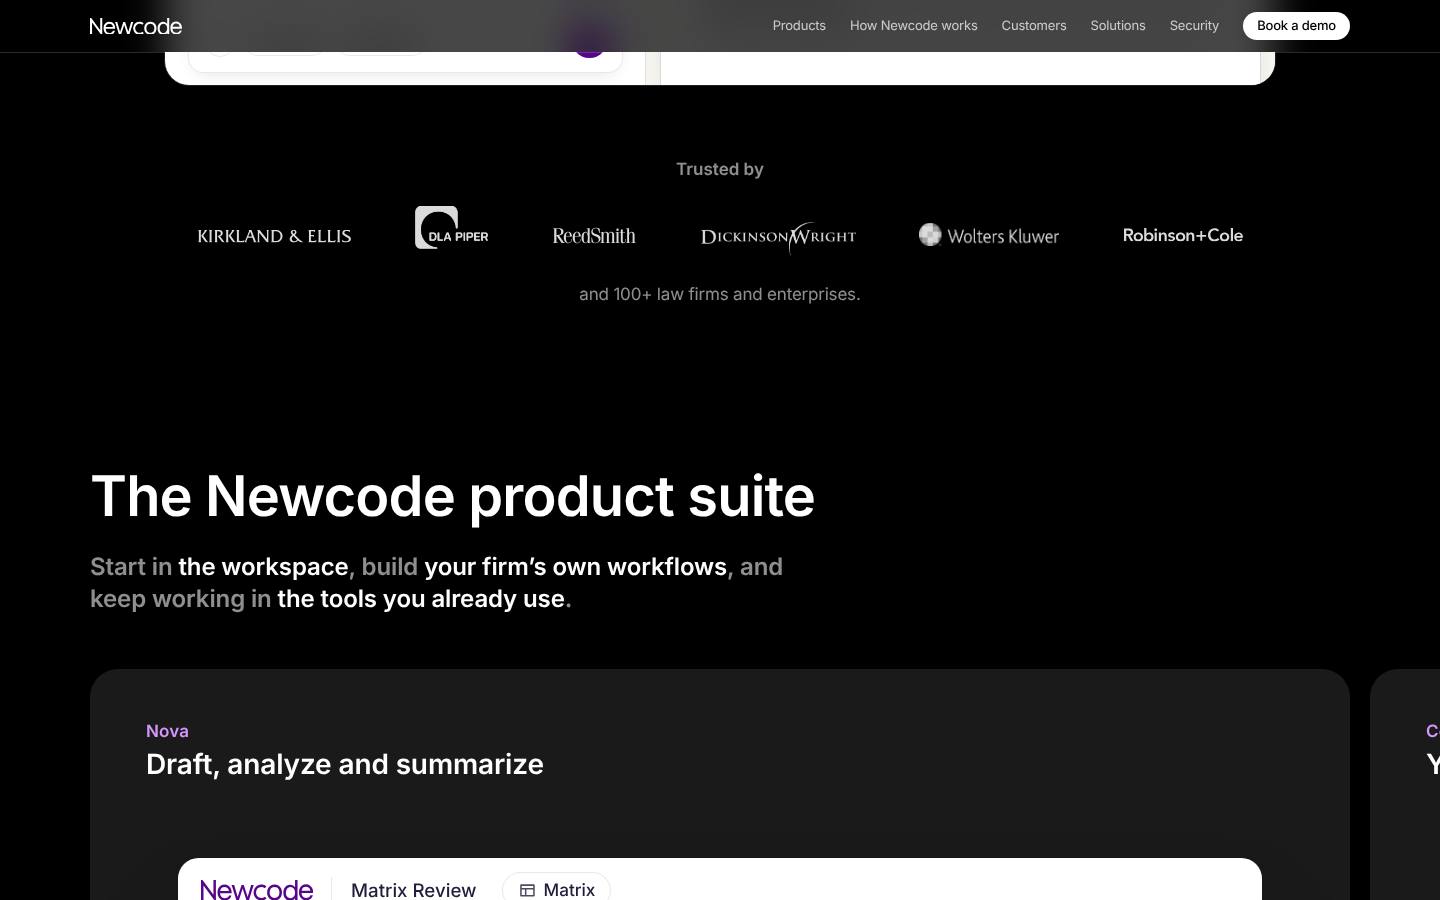 Newcode
Products
How Newcode works
Customers
Solutions
Security
Book a demo
Trusted by
KIRKLAND & ELLIS
DLA PIPER
ReedSmith
DICKINSON WRIGHT
Wolters Kluwer
Robinson+Cole
and 100+ law firms and enterprises.
The Newcode product suite
Start in the workspace, build your firm’s own workflows, and
keep working in the tools you already use.
Nova
Draft, analyze and summarize
Newcode
Matrix Review
Matrix